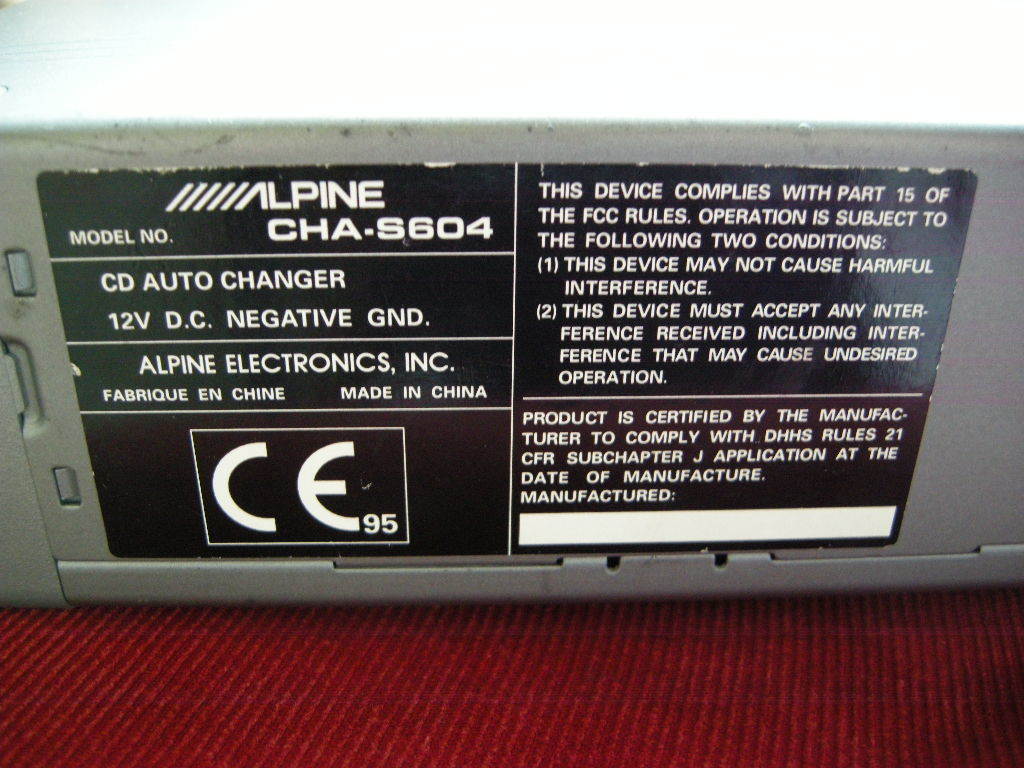 ALPINE
MODEL NO. CHA-S604
CD AUTO CHANGER
12V D.C. NEGATIVE GND.
ALPINE ELECTRONICS, INC.
FABRIQUE EN CHINE MADE IN CHINA
CE 95
THIS DEVICE COMPLIES WITH PART 15 OF
THE FCC RULES. OPERATION IS SUBJECT TO
THE FOLLOWING TWO CONDITIONS:
(1) THIS DEVICE MAY NOT CAUSE HARMFUL
INTERFERENCE.
(2) THIS DEVICE MUST ACCEPT ANY INTER-
FERENCE RECEIVED INCLUDING INTER-
FERENCE THAT MAY CAUSE UNDESIRED
OPERATION.
PRODUCT IS CERTIFIED BY THE MANUFAC-
TURER TO COMPLY WITH DHHS RULES 21
CFR SUBCHAPTER J APPLICATION AT THE
DATE OF MANUFACTURE.
MANUFACTURED: